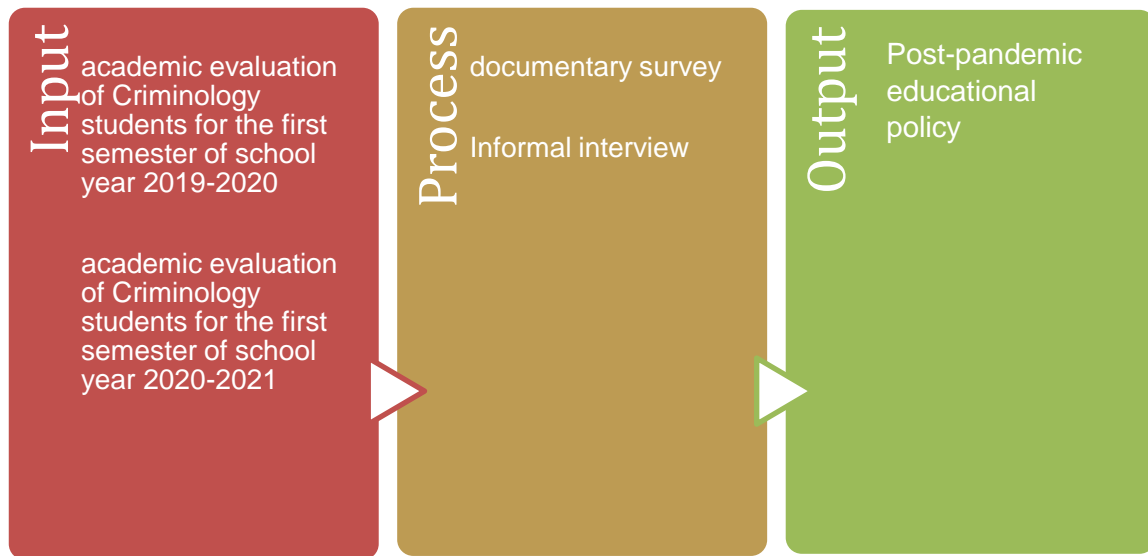 Input
academic evaluation
of Criminology
students for the first
semester of school
year 2019-2020
academic evaluation
of Criminology
students for the first
semester of school
year 2020-2021
Process
documentary survey
Informal interview
Output
Post-pandemic
educational
policy